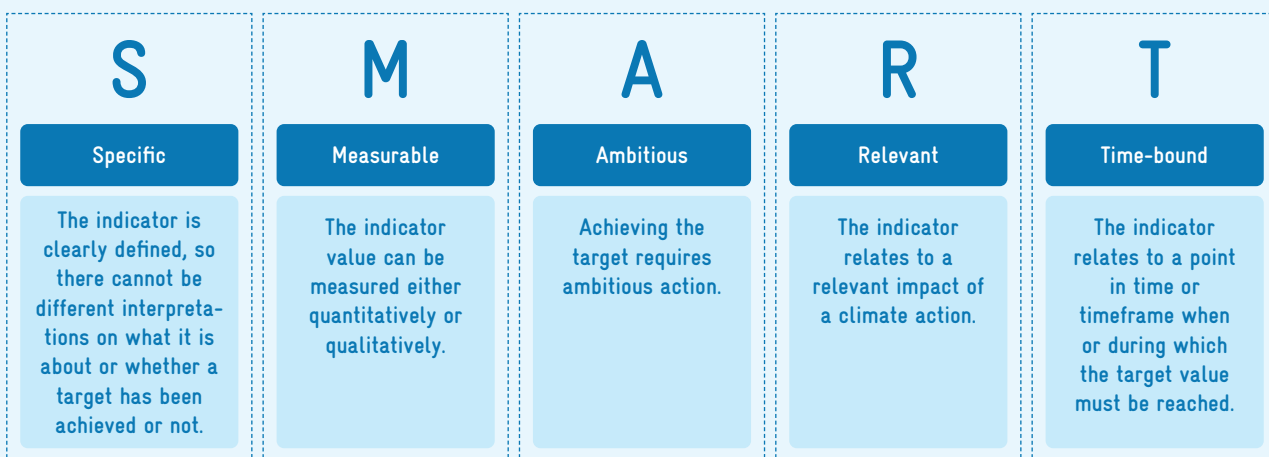 S
Specific
The indicator is
clearly defined, so
there cannot be
different interpreta-
tions on what it is
about or whether a
target has been
achieved or not.
M
Measurable
The indicator
value can be
measured either
quantitatively or
qualitatively.
A
Ambitious
Achieving the
target requires
ambitious action.
R
Relevant
The indicator
relates to a
relevant impact of
a climate action.
T
Time-bound
The indicator
relates to a point
in time or
timeframe when
or during which
the target value
must be reached.